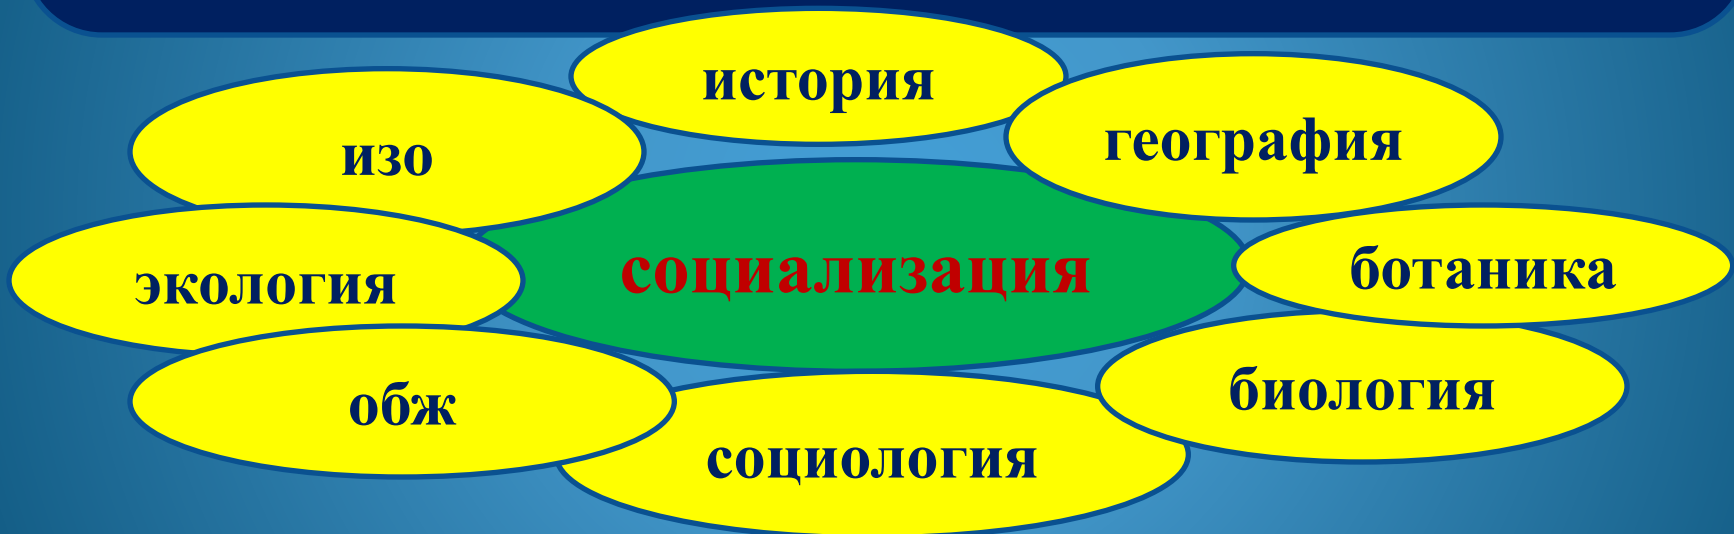 история
география
изо
социализация
ботаника
экология
биология
обж
социология